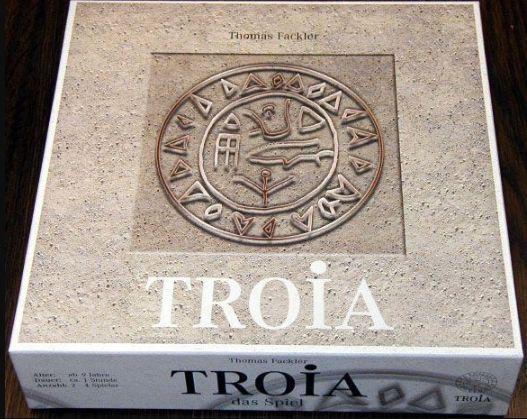 Thomas Fackler
TROiA
Thomas Fackler
TROiA
das Spiel
Alter: ab 9 Jahre
Dauer: ca. 1 Stunde
Anzahl: 2 - 4 Spieler
TROiA